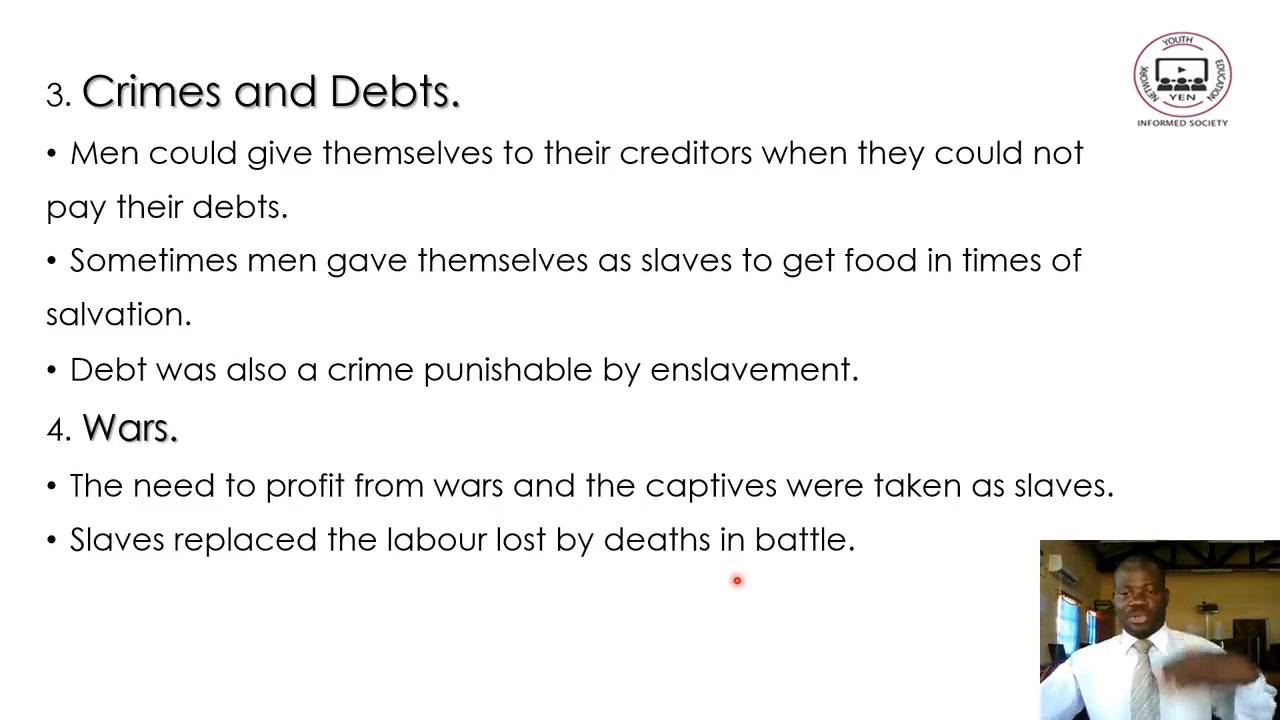 YOUTH
EDUCATION
NETWORK
YEN
INFORMED SOCIETY
3. Crimes and Debts.
• Men could give themselves to their creditors when they could not
pay their debts.
• Sometimes men gave themselves as slaves to get food in times of
salvation.
• Debt was also a crime punishable by enslavement.
4. Wars.
• The need to profit from wars and the captives were taken as slaves.
• Slaves replaced the labour lost by deaths in battle.